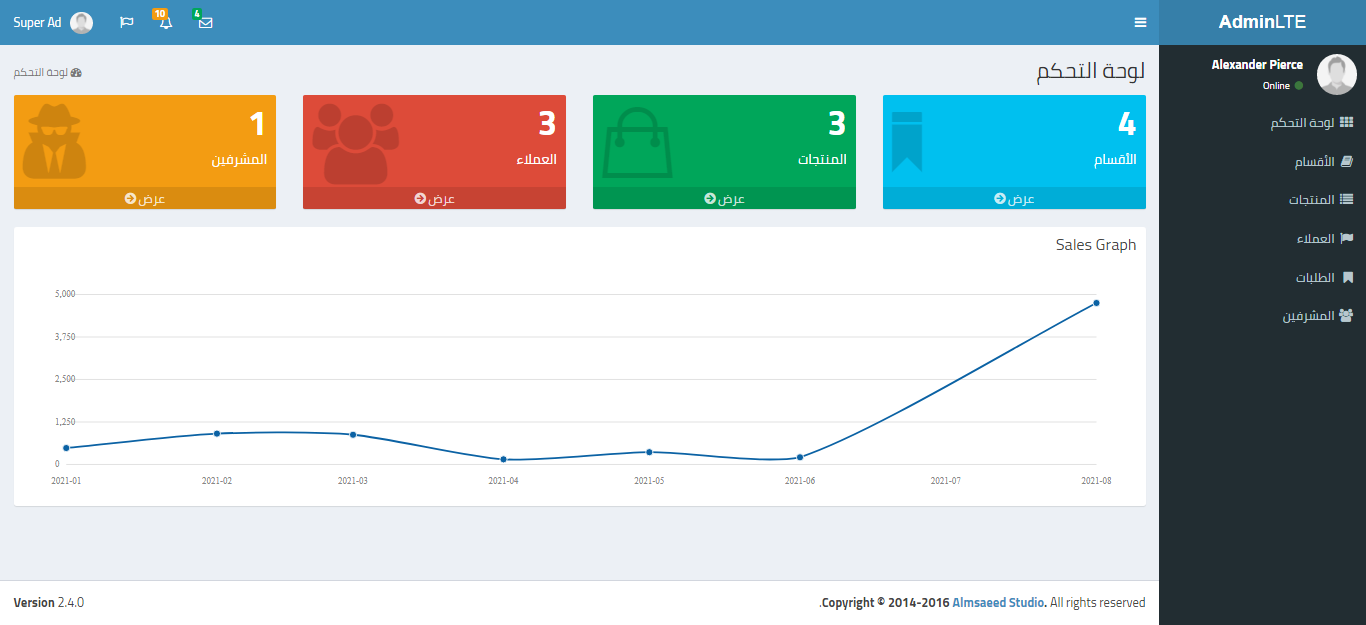 AdminLTE
Super Ad
10
4
Alexander Pierce
Online
لوحة التحكم
الأقسام
المنتجات
العملاء
الطلبات
المشرفين
لوحة التحكم
لوحة التحكم
4
الأقسام
عرض
3
المنتجات
عرض
3
العملاء
عرض
1
المشرفين
عرض
Sales Graph
5,000
3,750
2,500
1,250
0
2021-01 2021-02 2021-03 2021-04 2021-05 2021-06 2021-07 2021-08
.Copyright © 2014-2016 Almsaeed Studio. All rights reserved
Version 2.4.0